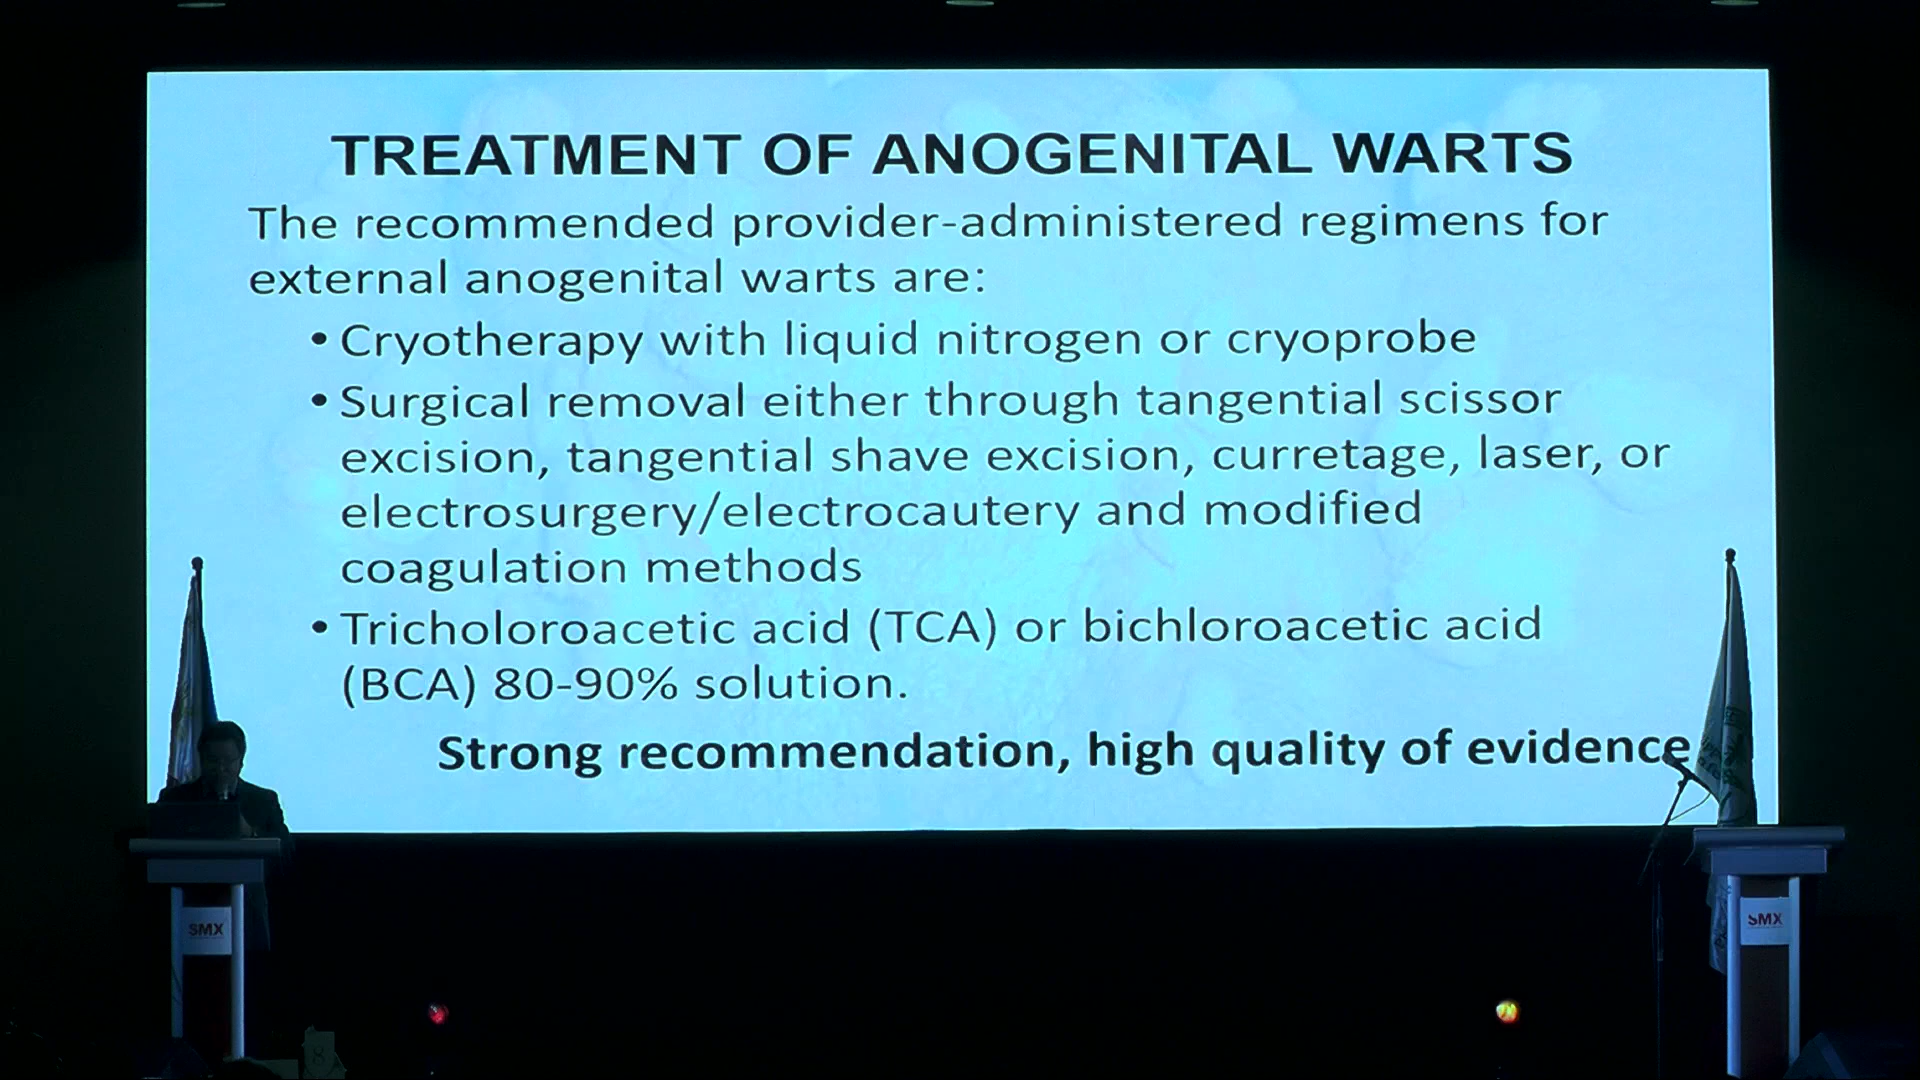 TREATMENT OF ANOGENITAL WARTS
The recommended provider-administered regimens for
external anogenital warts are:
• Cryotherapy with liquid nitrogen or cryoprobe
• Surgical removal either through tangential scissor
excision, tangential shave excision, curretage, laser, or
electrosurgery/electrocautery and modified
coagulation methods
• Tricholoroacetic acid (TCA) or bichloroacetic acid
(BCA) 80-90% solution.
Strong recommendation, high quality of evidence
SMX
SMX
8